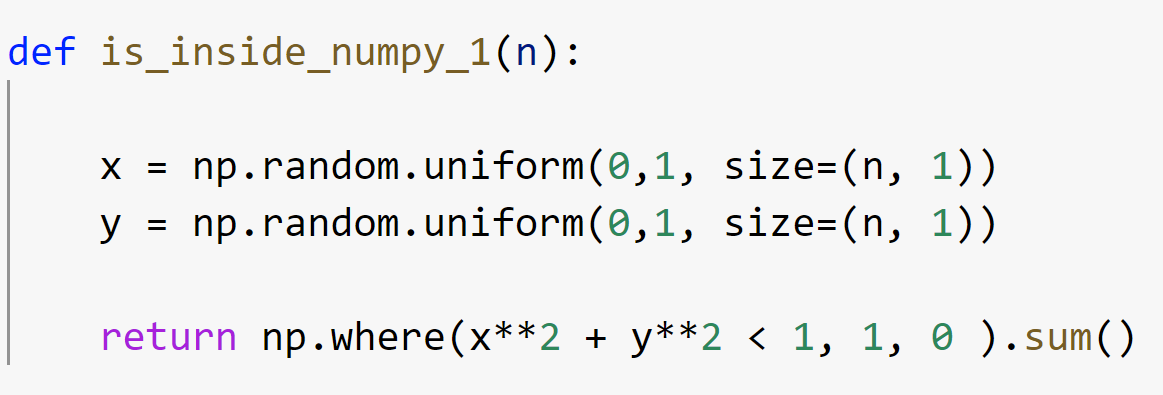 def is_inside_numpy_1(n):
    x = np.random.uniform(0,1, size=(n, 1))
    y = np.random.uniform(0,1, size=(n, 1))
    return np.where(x**2 + y**2 < 1, 1, 0 ).sum()